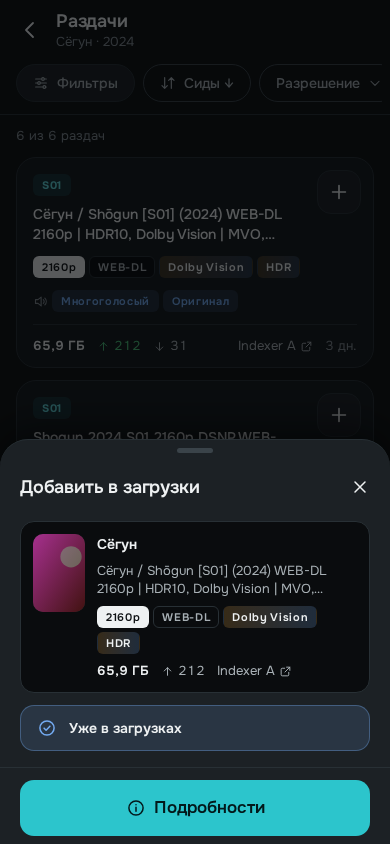 Раздачи
Сёгун · 2024
Фильтры
Сиды ↓
Разрешение
6 из 6 раздач
S01
Сёгун / Shōgun [S01] (2024) WEB-DL
2160p | HDR10, Dolby Vision | MVO,...
2160p
WEB-DL
Dolby Vision
HDR
Многоголосый
Оригинал
65,9 ГБ
↑ 212
↓ 31
Indexer A
3 дн.
S01
Shogun 2024 S01 2160p DSNP WEB-
Добавить в загрузки
Сёгун
Сёгун / Shōgun [S01] (2024) WEB-DL
2160p | HDR10, Dolby Vision | MVO,...
2160p
WEB-DL
Dolby Vision
HDR
65,9 ГБ
↑ 212
Indexer A
Уже в загрузках
Подробности